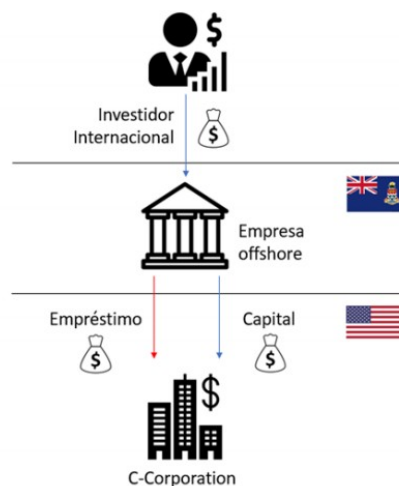 $
Investidor
Internacional
$
Empresa
offshore
Empréstimo
Capital
$
$
$
C-Corporation